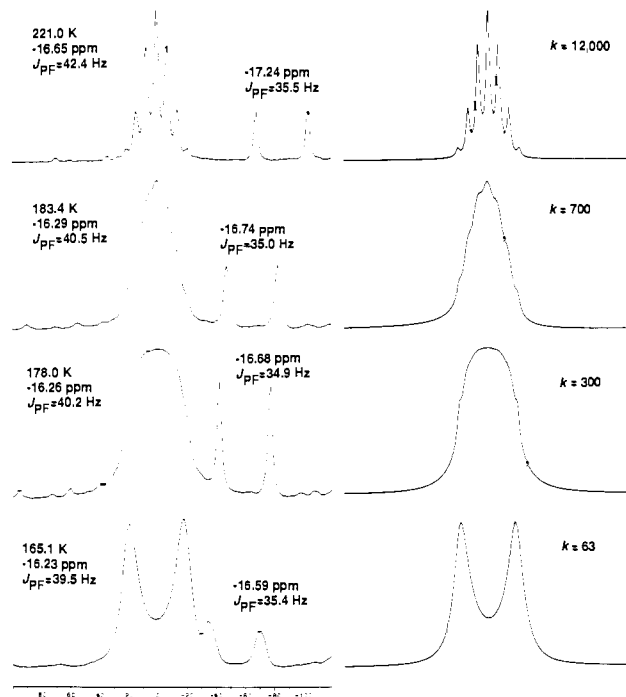 221.0 K
-16.65 ppm
JPF=42.4 Hz
-17.24 ppm
JPF=35.5 Hz
k = 12,000
183.4 K
-16.29 ppm
JPF=40.5 Hz
-16.74 ppm
JPF=35.0 Hz
k = 700
178.0 K
-16.26 ppm
JPF=40.2 Hz
-16.68 ppm
JPF=34.9 Hz
k = 300
165.1 K
-16.23 ppm
JPF=39.5 Hz
-16.59 ppm
JPF=35.4 Hz
k = 63